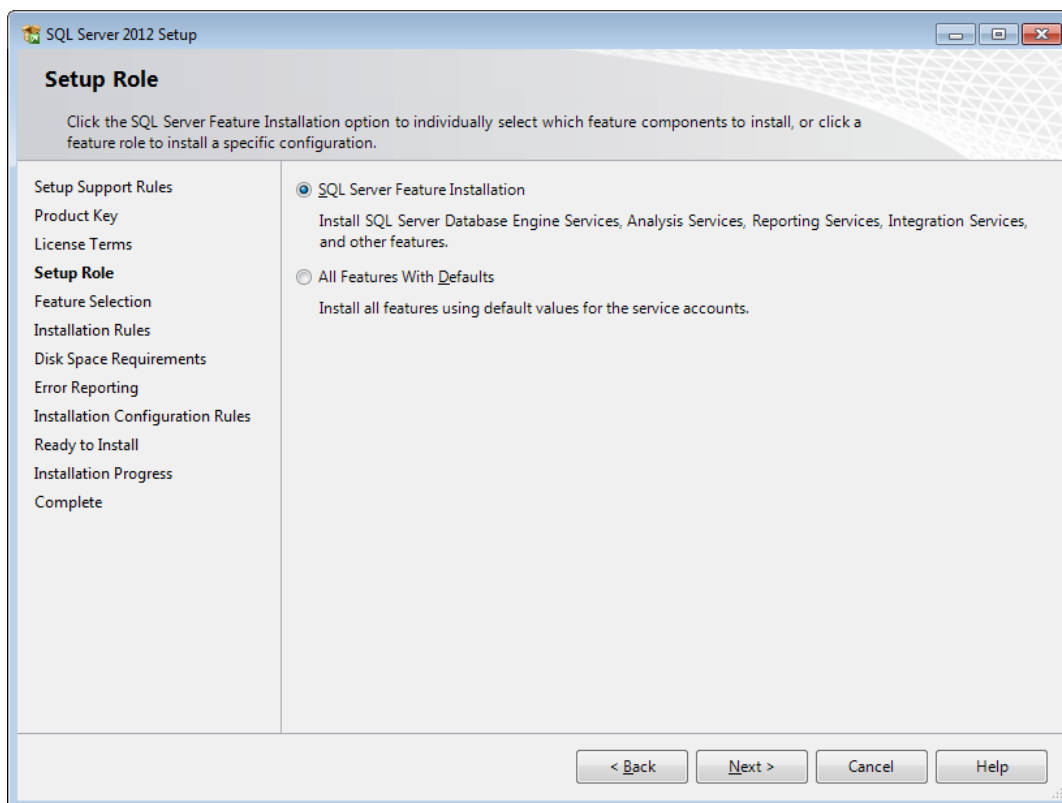 SQL Server 2012 Setup
Setup Role
Click the SQL Server Feature Installation option to individually select which feature components to install, or click a
feature role to install a specific configuration.
Setup Support Rules
Product Key
License Terms
Setup Role
Feature Selection
Installation Rules
Disk Space Requirements
Error Reporting
Installation Configuration Rules
Ready to Install
Installation Progress
Complete
SQL Server Feature Installation
Install SQL Server Database Engine Services, Analysis Services, Reporting Services, Integration Services,
and other features.
All Features With Defaults
Install all features using default values for the service accounts.
< Back
Next >
Cancel
Help